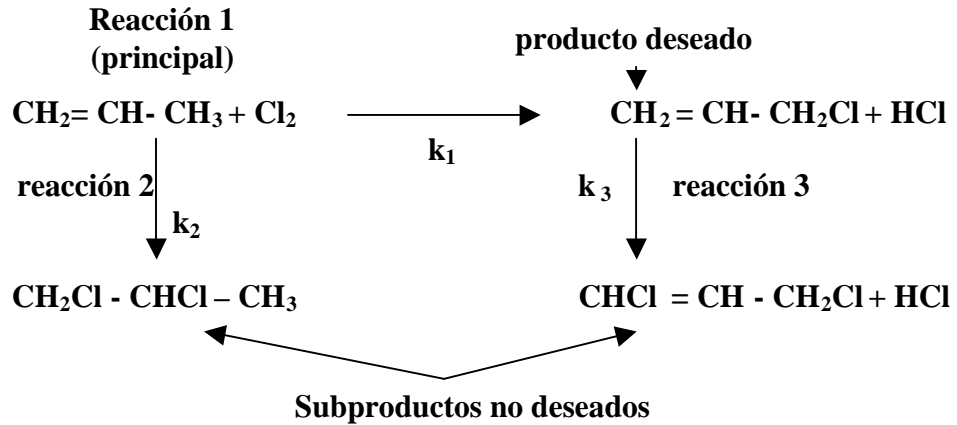 Reacción 1
(principal)
producto deseado
CH₂= CH- CH₃ + Cl₂
k₁
CH₂ = CH- CH₂Cl + HCl
reacción 2
k₂
k ₃
reacción 3
CH₂Cl - CHCl – CH₃
CHCl = CH - CH₂Cl + HCl
Subproductos no deseados